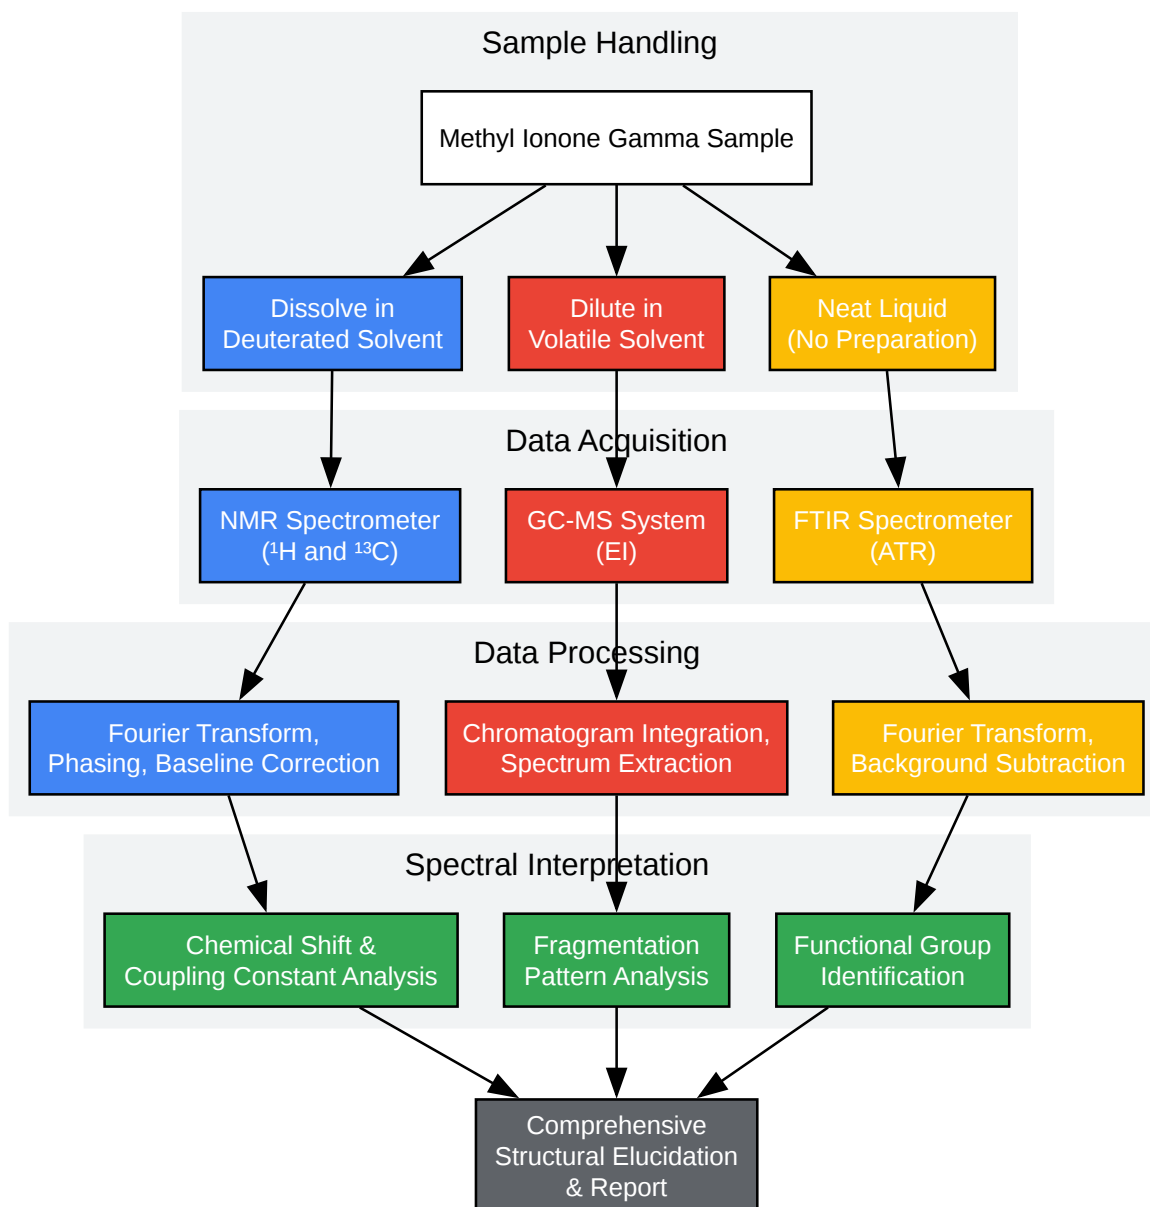 Sample Handling
Methyl Ionone Gamma Sample
Dissolve in
Deuterated Solvent
Dilute in
Volatile Solvent
Neat Liquid
(No Preparation)
Data Acquisition
NMR Spectrometer
(¹H and ¹³C)
GC-MS System
(EI)
FTIR Spectrometer
(ATR)
Data Processing
Fourier Transform,
Phasing, Baseline Correction
Chromatogram Integration,
Spectrum Extraction
Fourier Transform,
Background Subtraction
Spectral Interpretation
Chemical Shift &
Coupling Constant Analysis
Fragmentation
Pattern Analysis
Functional Group
Identification
Comprehensive
Structural Elucidation
& Report